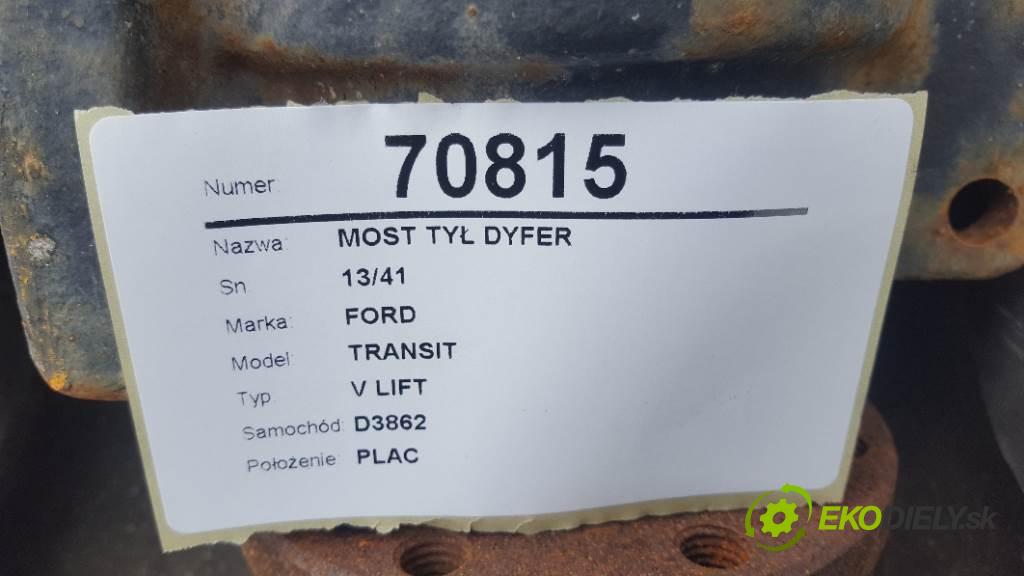 Numer: 70815
Nazwa: MOST TYŁ DYFER
Sn 13/41
Marka: FORD
Model: TRANSIT
Typ V LIFT
Samochód: D3862
Położenie PLAC
EKODIELY.sk